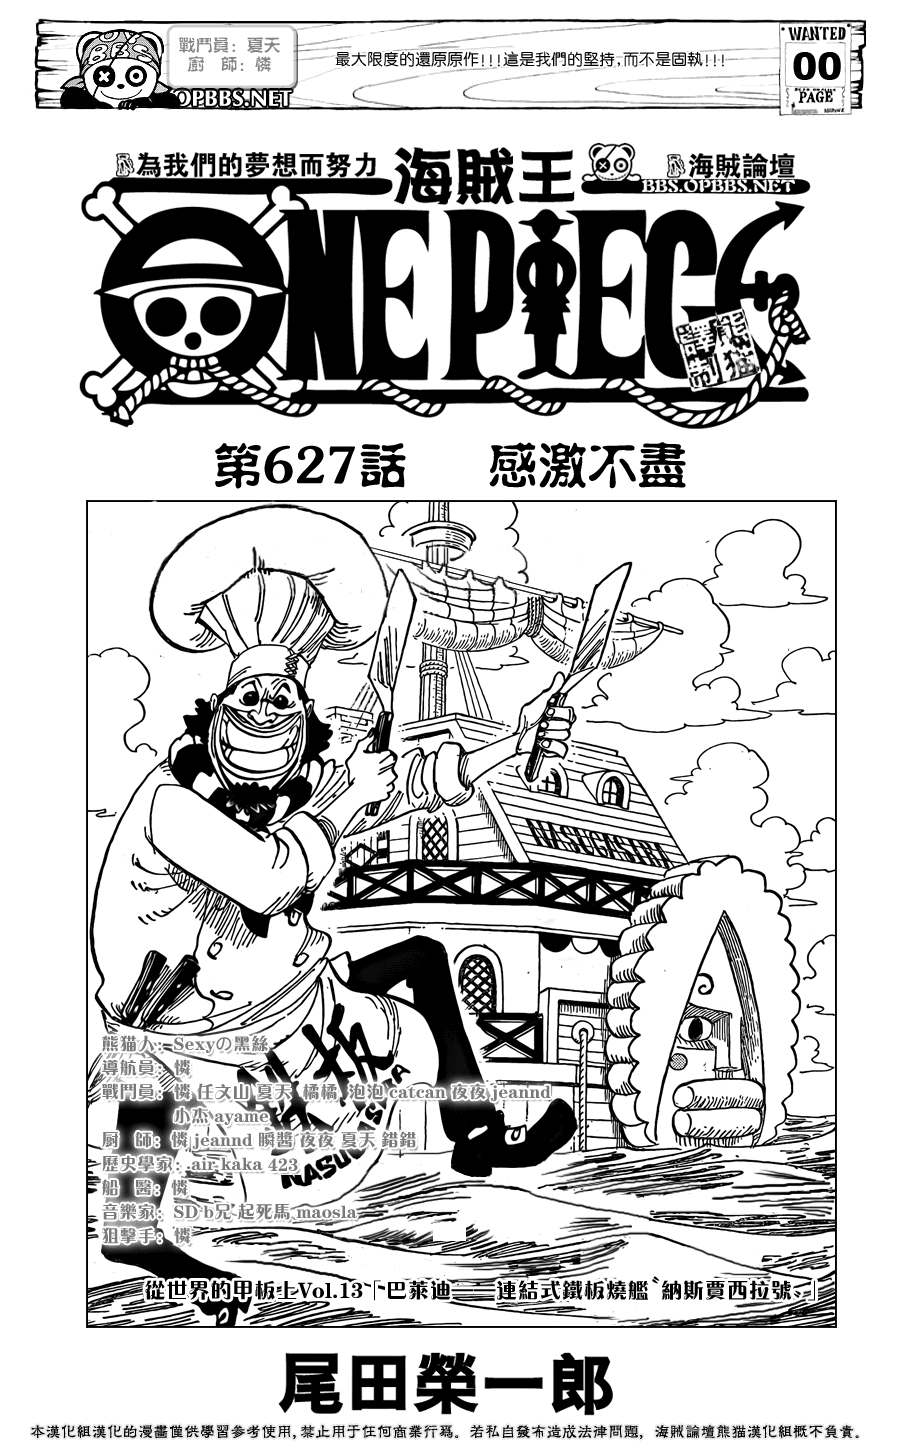 戰鬥員：夏天
廚　師：憐
OPBBS.NET
最大限度的還原原作!!!這是我們的堅持,而不是固執!!!
WANTED
00
PAGE
為我們的夢想而努力
海賊王
海賊論壇
BBS.OPBBS.NET
ONE PIECE
熊猫
譯制
第627話　感激不盡
NASUGASIRA
熊猫人：Sexyの黑絲
導航員：憐
戰鬥員：憐 任文山 夏天 橘橘 泡泡 catcan 夜夜 jeannd
小杰 ayame
廚　師：憐 jeannd 瞬醬 夜夜 夏天 錯錯
歷史學家：air kaka 423
船　醫：憐
音樂家：SD b兄 起死馬 maosla
狙擊手：憐
從世界的甲板上Vol.13「巴萊迪——連結式鐵板燒艦〝納斯賈西拉號〟」
尾田榮一郎
本漢化組漢化的漫畫僅供學習參考使用,禁止用于任何商業行為。若私自發布造成法律問題，海賊論壇熊猫漢化組概不負責。